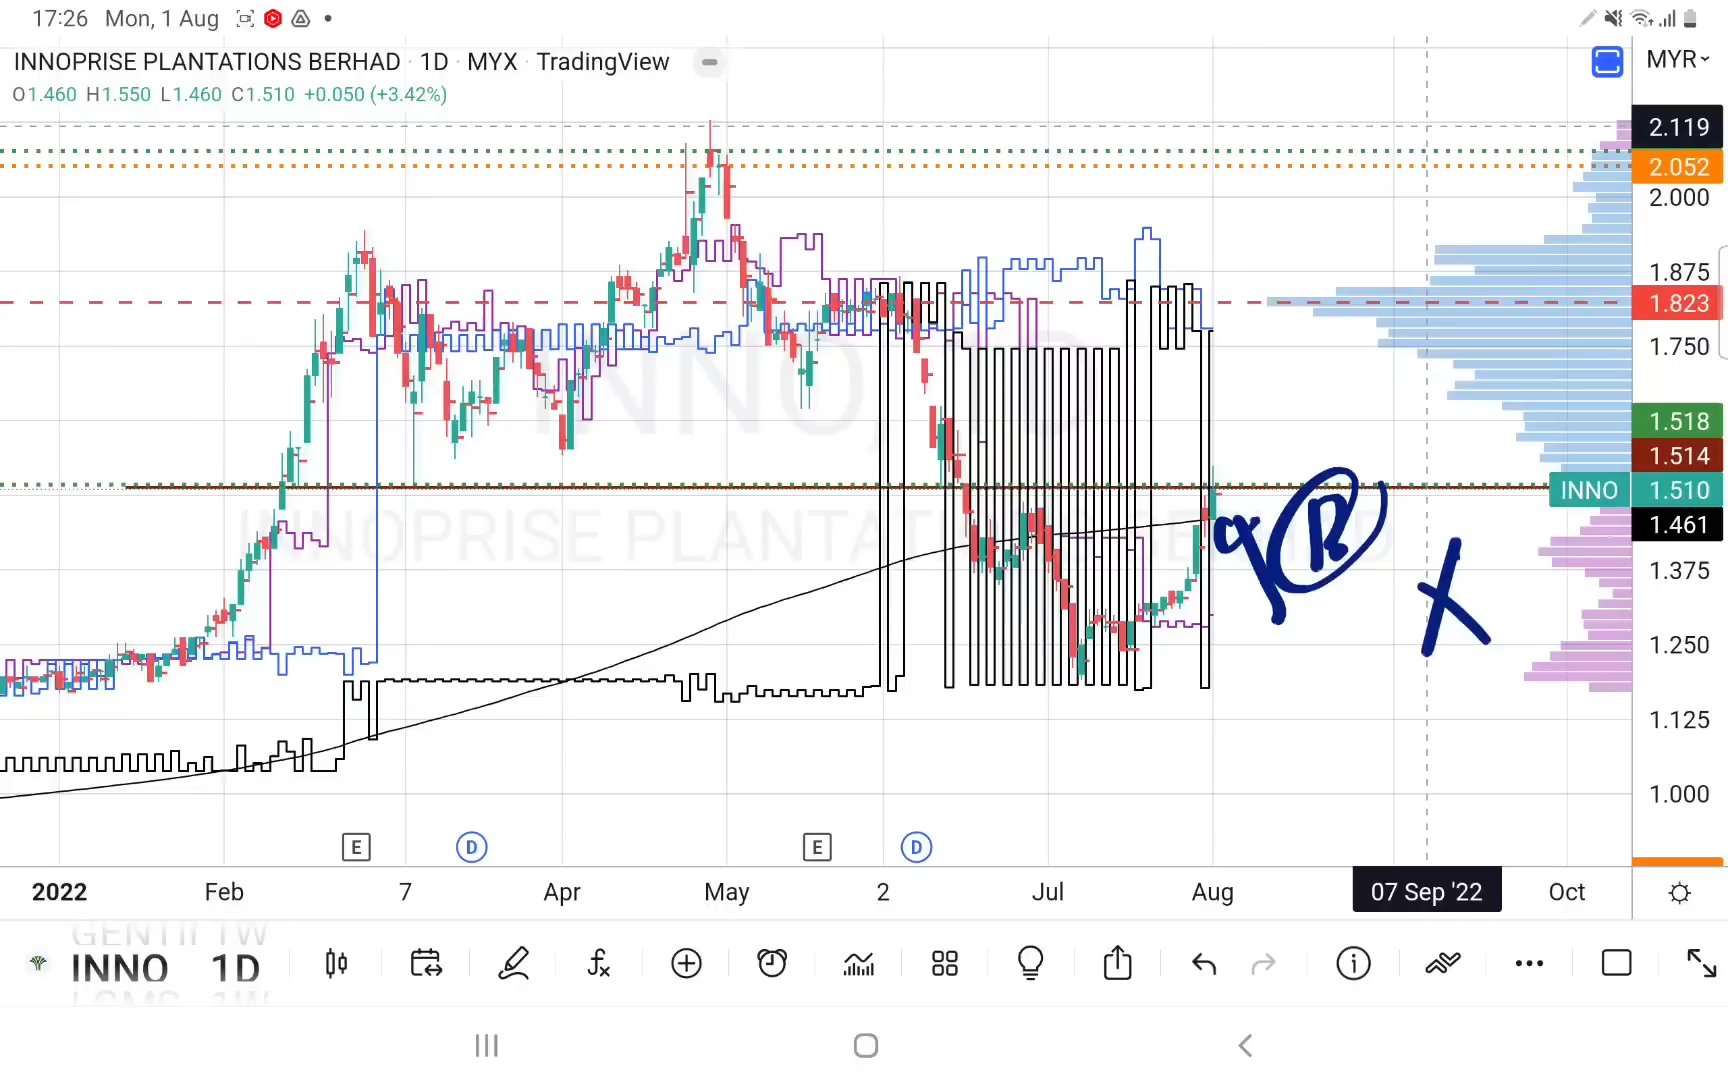 17:26 Mon, 1 Aug
INNOPRISE PLANTATIONS BERHAD · 1D · MYX · TradingView
MYR
O1.460 H1.550 L1.460 C1.510 +0.050 (+3.42%)
2.119
2.052
2.000
1.875
1.823
1.750
1.518
1.514
INNO 1.510
1.461
1.375
1.250
1.125
1.000
INNO, 1D
INNOPRISE PLANTATIONS BERHAD
E D E D
2022 Feb 7 Apr May 2 Jul Aug 07 Sep '22 Oct
INNO 1D